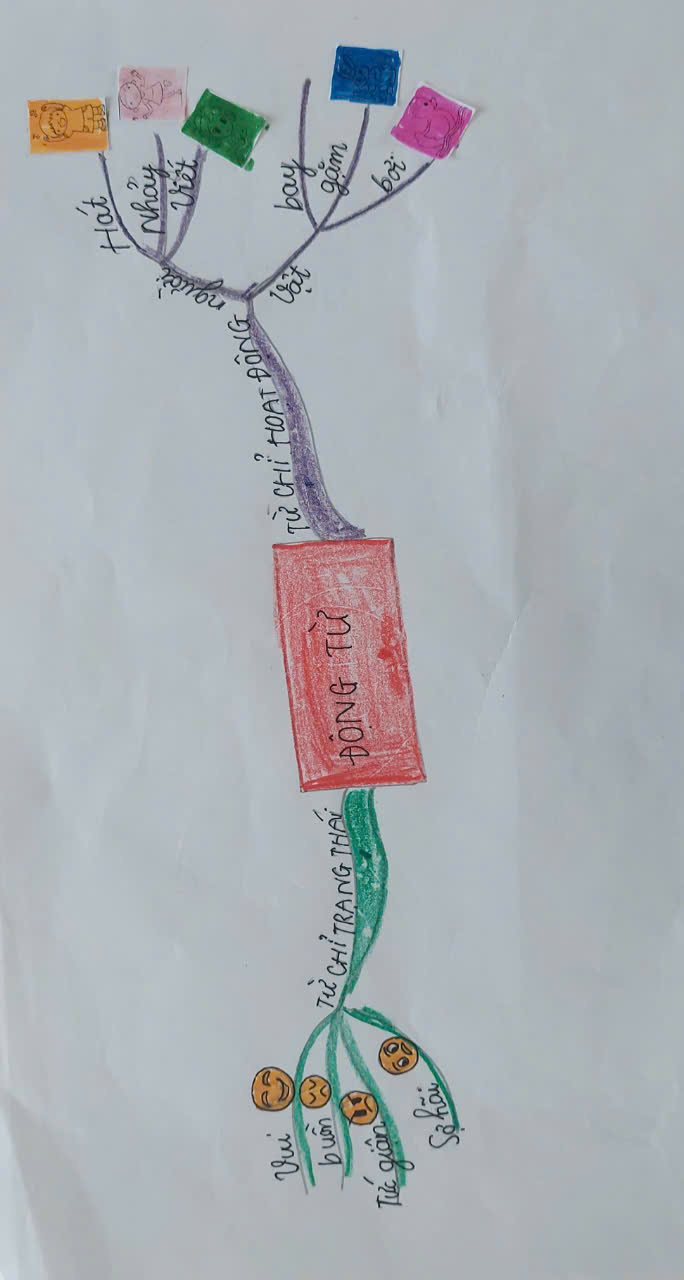 ĐỘNG TỪ
TỪ CHỈ HOẠT ĐỘNG
người
Hát
Nhảy
Viết
Vật
bay
gặm
bơi
TỪ CHỈ TRẠNG THÁI
Vui
buồn
Tức giận
Sợ hãi